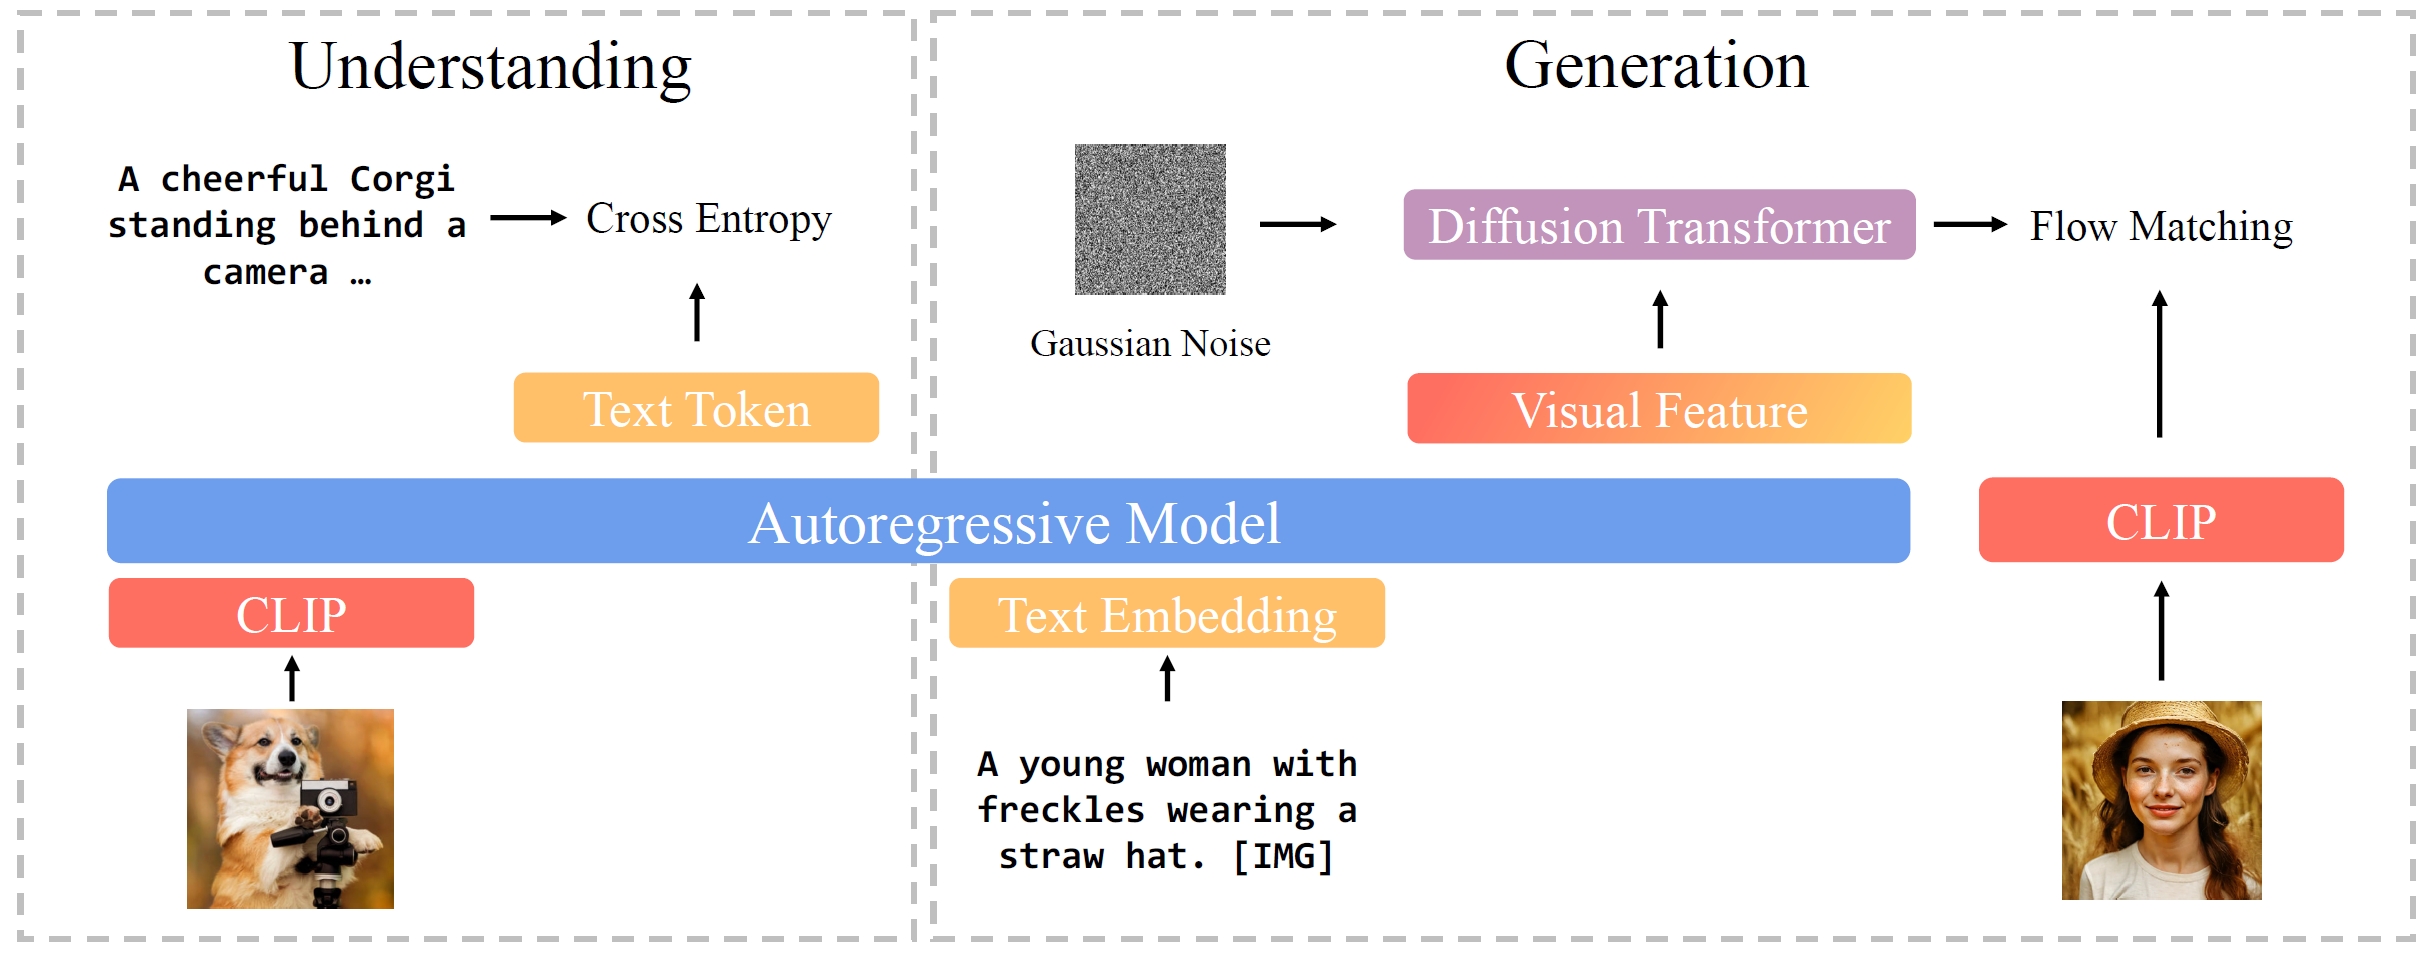 Understanding
A cheerful Corgi
standing behind a
camera …
Cross Entropy
Text Token
Generation
Gaussian Noise
Diffusion Transformer
Flow Matching
Visual Feature
Autoregressive Model
CLIP
CLIP
Text Embedding
A young woman with
freckles wearing a
straw hat. [IMG]